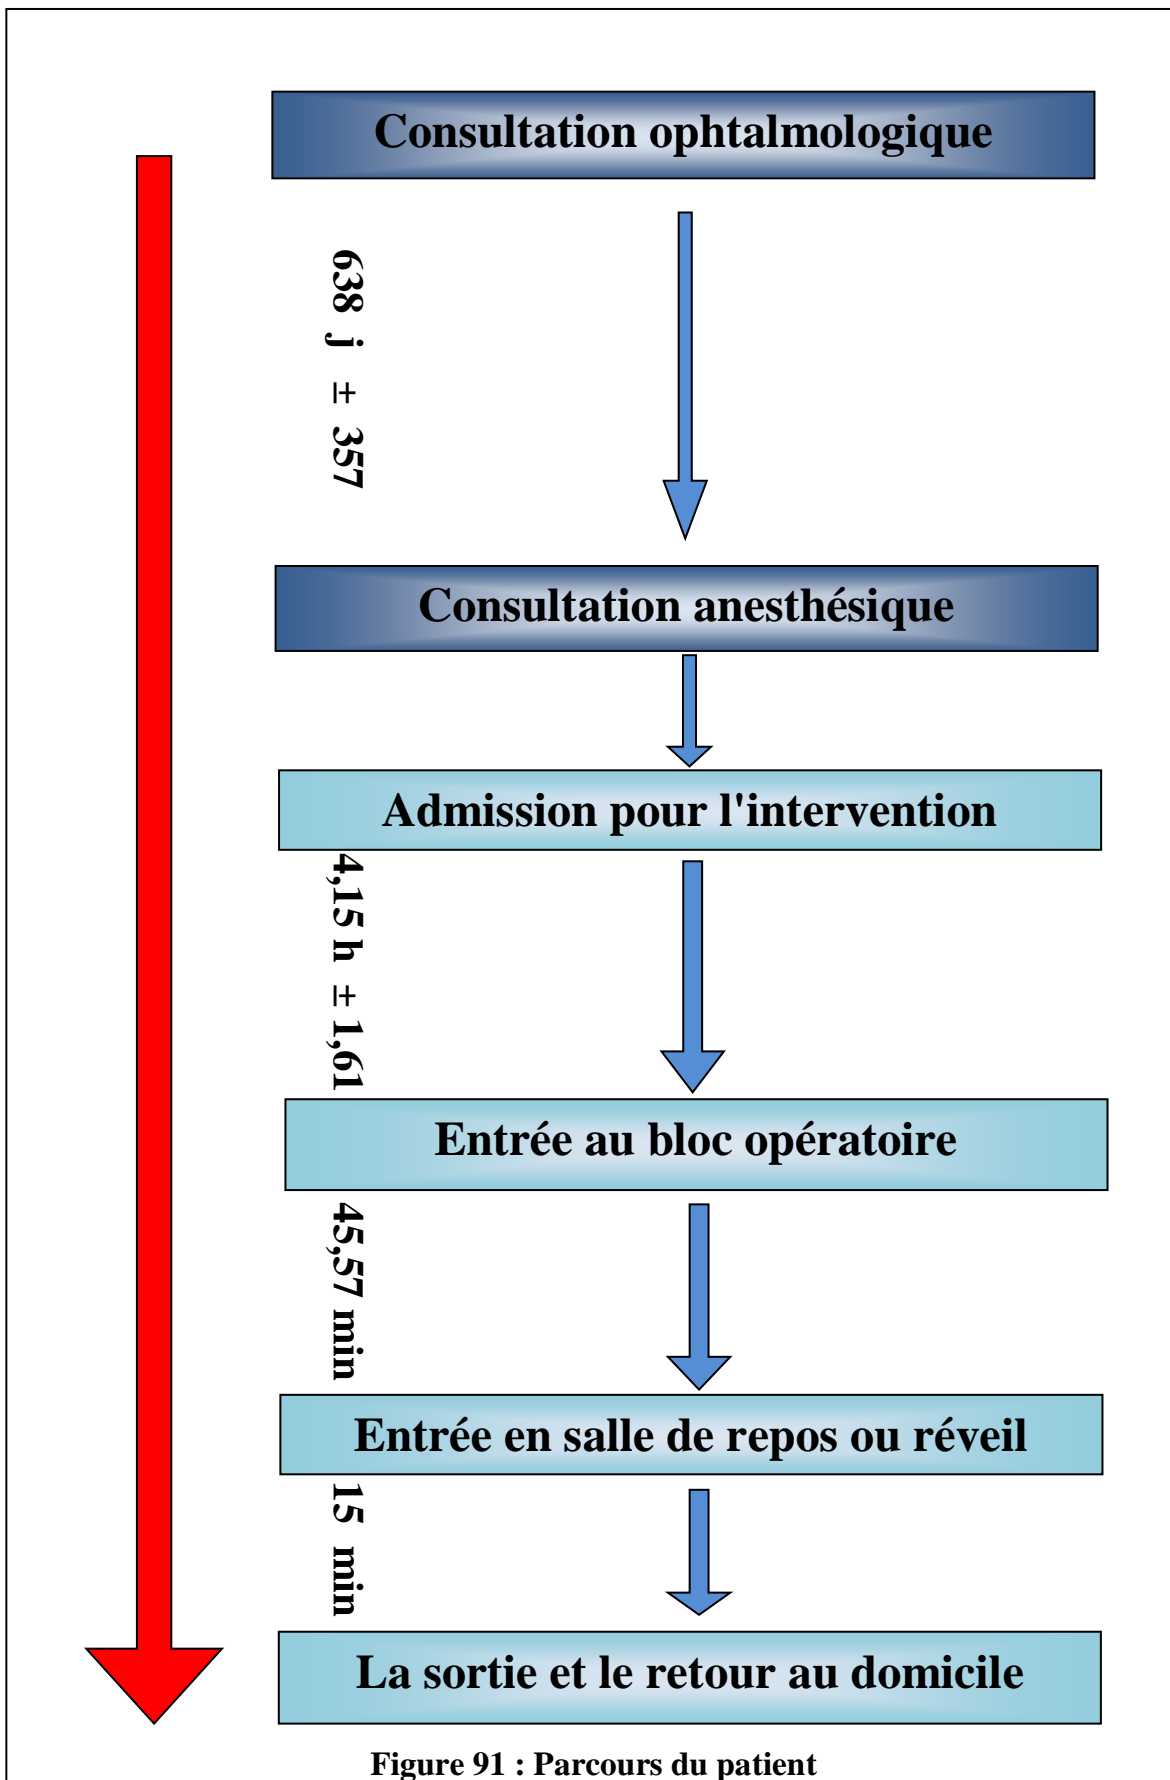 Consultation ophtalmologique
638 j ± 357
Consultation anesthésique
Admission pour l'intervention
4,15 h ± 1,61
Entrée au bloc opératoire
45,57 min
Entrée en salle de repos ou réveil
15 min
La sortie et le retour au domicile
Figure 91 : Parcours du patient